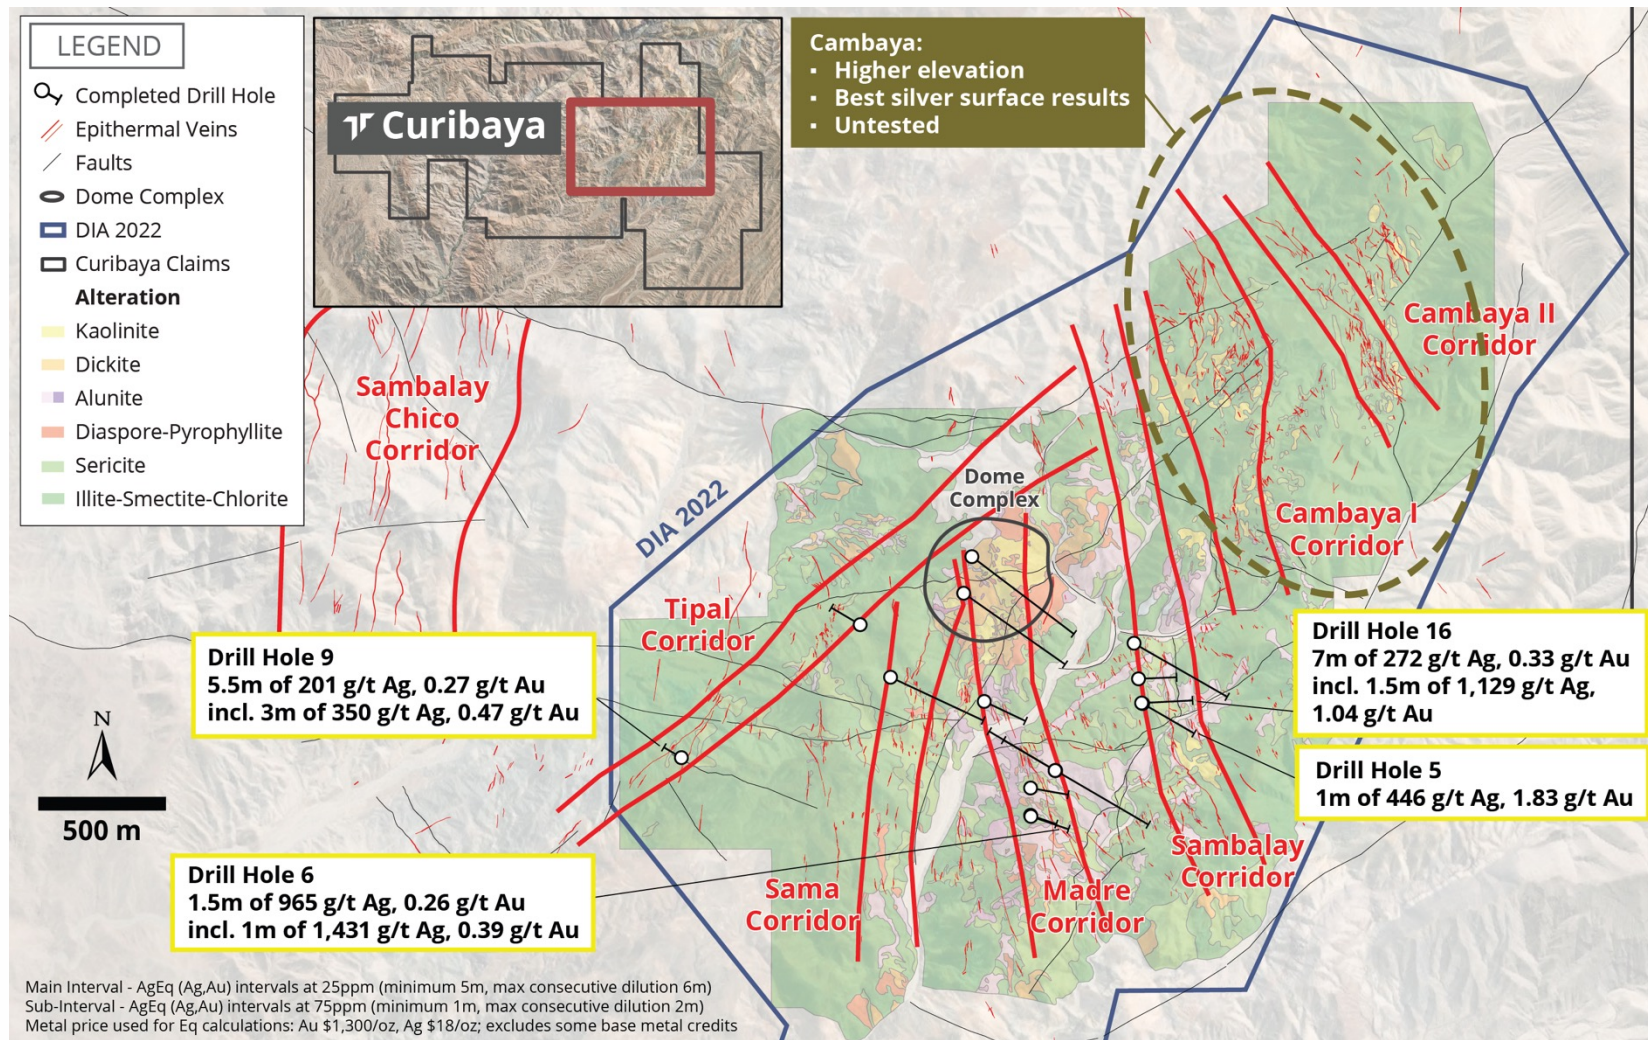 LEGEND
Completed Drill Hole
Epithermal Veins
Faults
Dome Complex
DIA 2022
Curibaya Claims
Alteration
Kaolinite
Dickite
Alunite
Diaspore-Pyrophyllite
Sericite
Illite-Smectite-Chlorite
Curibaya
Cambaya:
▪ Higher elevation
▪ Best silver surface results
▪ Untested
Cambaya II
Corridor
Sambalay
Chico
Corridor
Dome
Complex
DIA 2022
Cambaya I
Corridor
Tipal
Corridor
Drill Hole 9
5.5m of 201 g/t Ag, 0.27 g/t Au
incl. 3m of 350 g/t Ag, 0.47 g/t Au
Drill Hole 16
7m of 272 g/t Ag, 0.33 g/t Au
incl. 1.5m of 1,129 g/t Ag,
1.04 g/t Au
N
500 m
Drill Hole 5
1m of 446 g/t Ag, 1.83 g/t Au
Drill Hole 6
1.5m of 965 g/t Ag, 0.26 g/t Au
incl. 1m of 1,431 g/t Ag, 0.39 g/t Au
Sama
Corridor
Madre
Corridor
Sambalay
Corridor
Main Interval - AgEq (Ag,Au) intervals at 25ppm (minimum 5m, max consecutive dilution 6m)
Sub-Interval - AgEq (Ag,Au) intervals at 75ppm (minimum 1m, max consecutive dilution 2m)
Metal price used for Eq calculations: Au $1,300/oz, Ag $18/oz; excludes some base metal credits